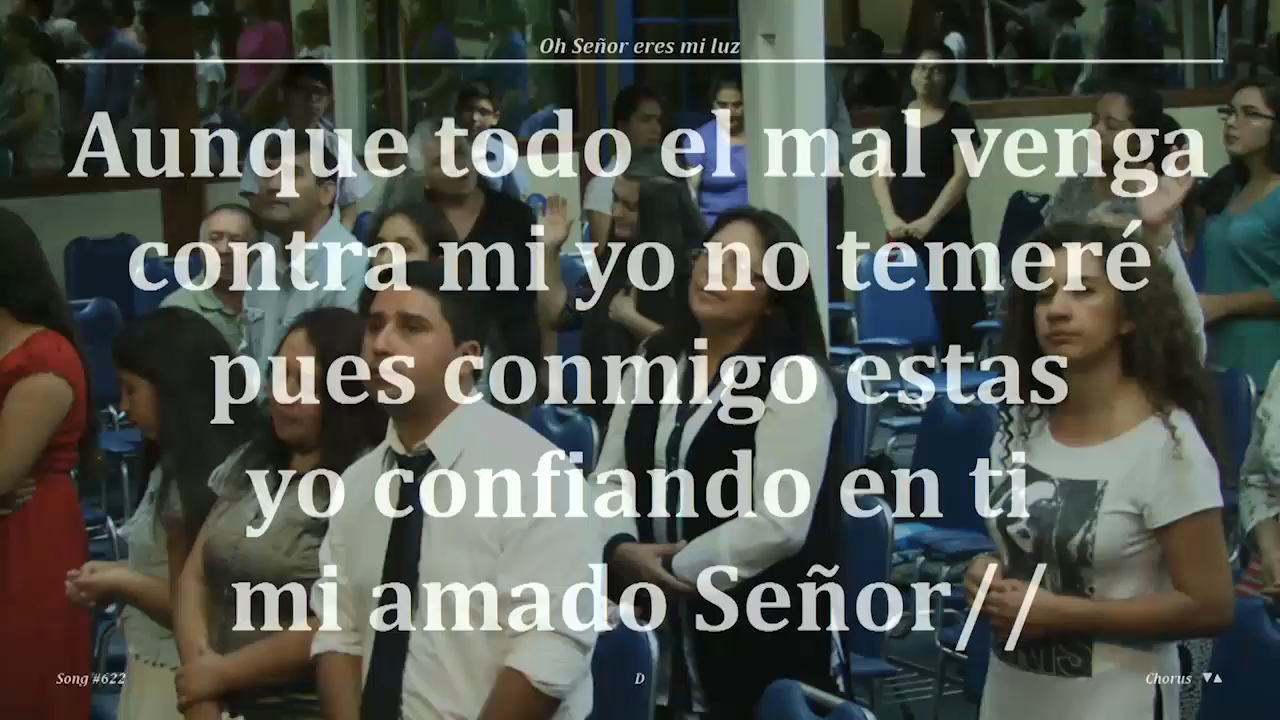 Oh Señor eres mi luz
Aunque todo el mal venga
contra mi yo no temeré
pues conmigo estas
yo confiando en ti
mi amado Señor//
Song #622
D
Chorus ▼▲